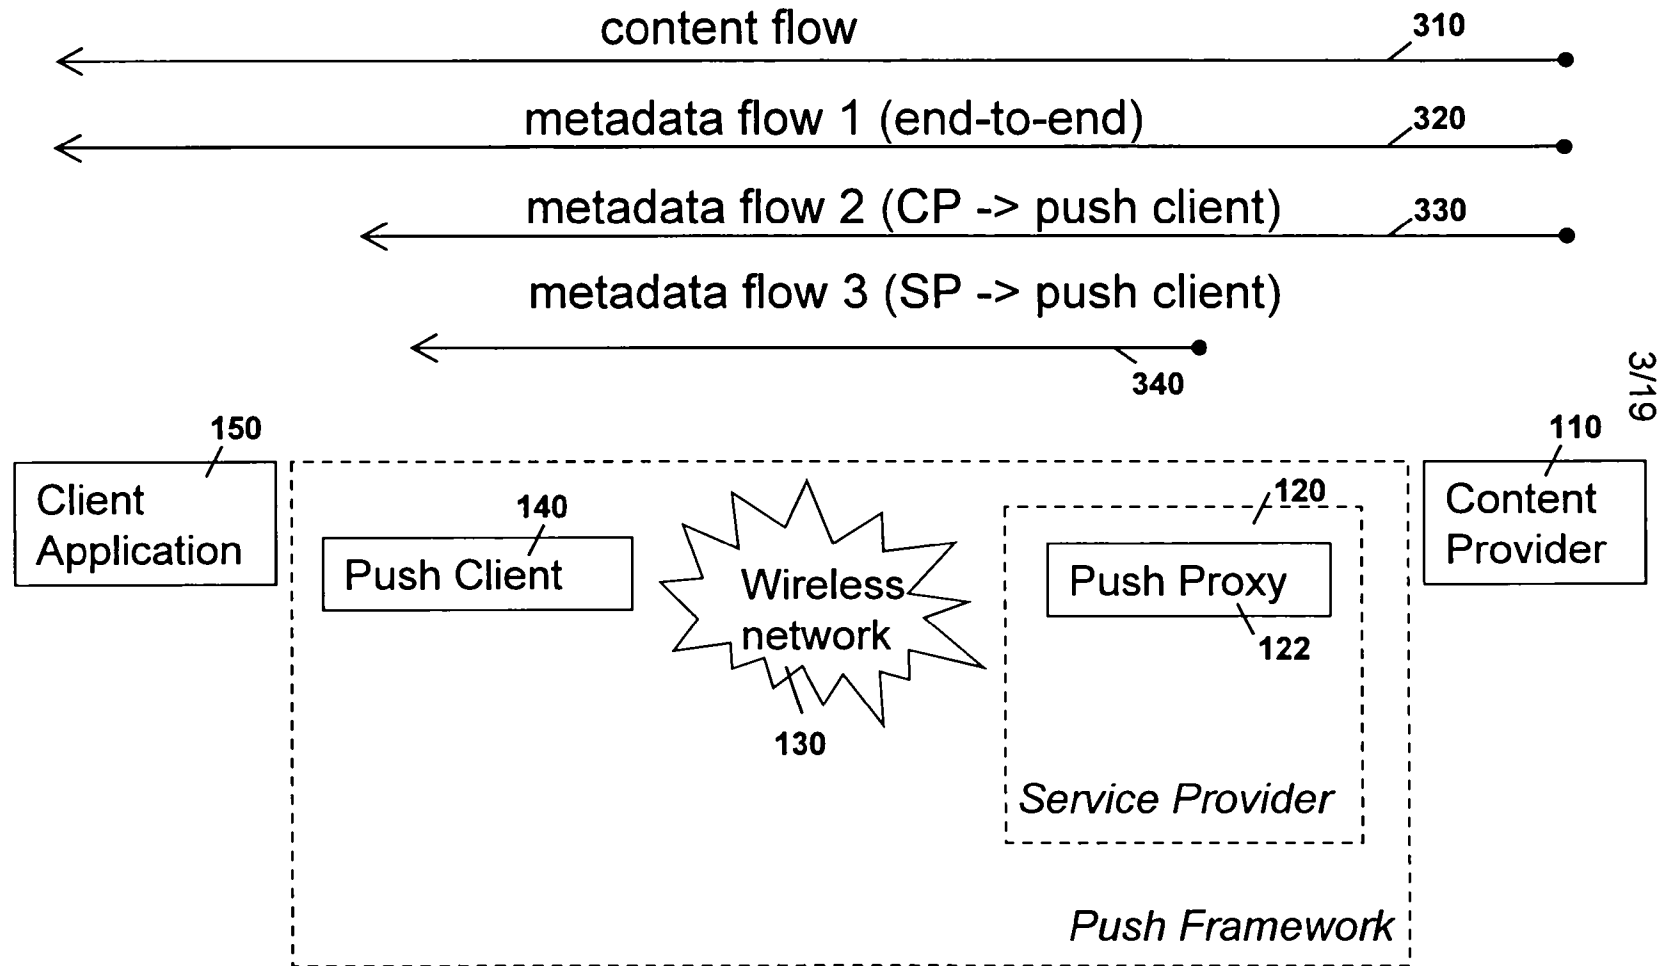 content flow
310
metadata flow 1 (end-to-end)
320
metadata flow 2 (CP -> push client)
330
metadata flow 3 (SP -> push client)
340
3/19
150
110
Client
Application
Content
Provider
140
120
Push Client
Wireless
network
Push Proxy
122
130
Service Provider
Push Framework